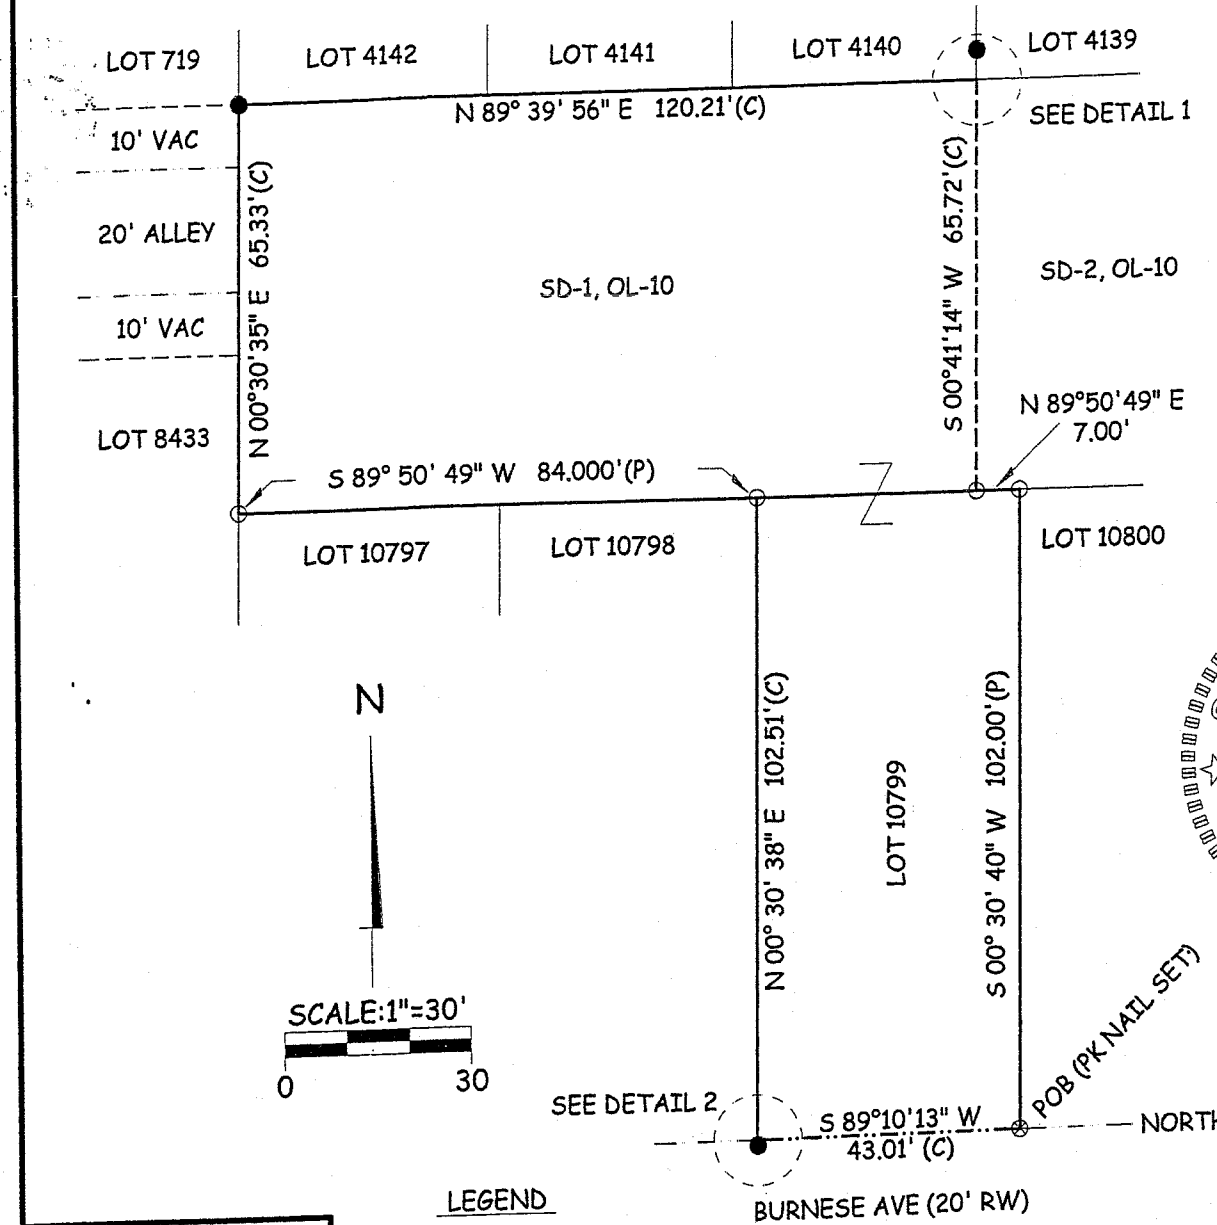 LOT 719
LOT 4142
LOT 4141
LOT 4140
LOT 4139
N 89° 39' 56" E 120.21'(C)
SEE DETAIL 1
10' VAC
20' ALLEY
10' VAC
LOT 8433
N 00°30'35" E 65.33'(C)
SD-1, OL-10
S 00°41'14" W 65.72'(C)
SD-2, OL-10
N 89°50'49" E
7.00'
S 89° 50' 49" W 84.000'(P)
LOT 10797
LOT 10798
LOT 10800
N
N 00° 30' 38" E 102.51'(C)
LOT 10799
S 00° 30' 40" W 102.00'(P)
SCALE:1"=30'
0 30
SEE DETAIL 2
S 89°10'13" W
43.01' (C)
POB (PK NAIL SET)
NORTH
LEGEND
BURNESE AVE (20' RW)